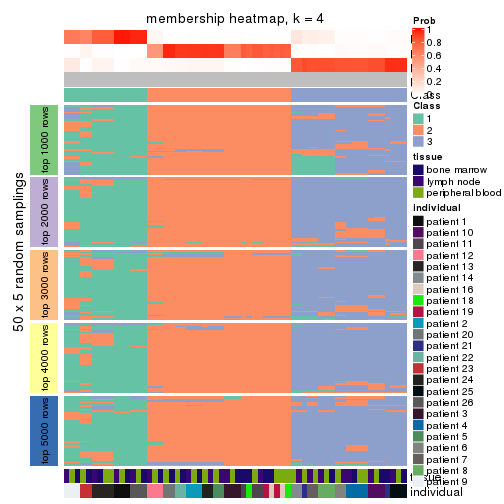 membership heatmap, k = 4
50 x 5 random samplings
top 1000 rows
top 2000 rows
top 3000 rows
top 4000 rows
top 5000 rows
Prob
1
0.8
0.6
0.4
0.2
0
Class
Class
1
2
3
tissue
bone marrow
lymph node
peripheral blood
individual
patient 1
patient 10
patient 11
patient 12
patient 13
patient 14
patient 16
patient 18
patient 19
patient 2
patient 20
patient 21
patient 22
patient 23
patient 24
patient 25
patient 26
patient 3
patient 4
patient 5
patient 6
patient 7
patient 8
patient 9
individual